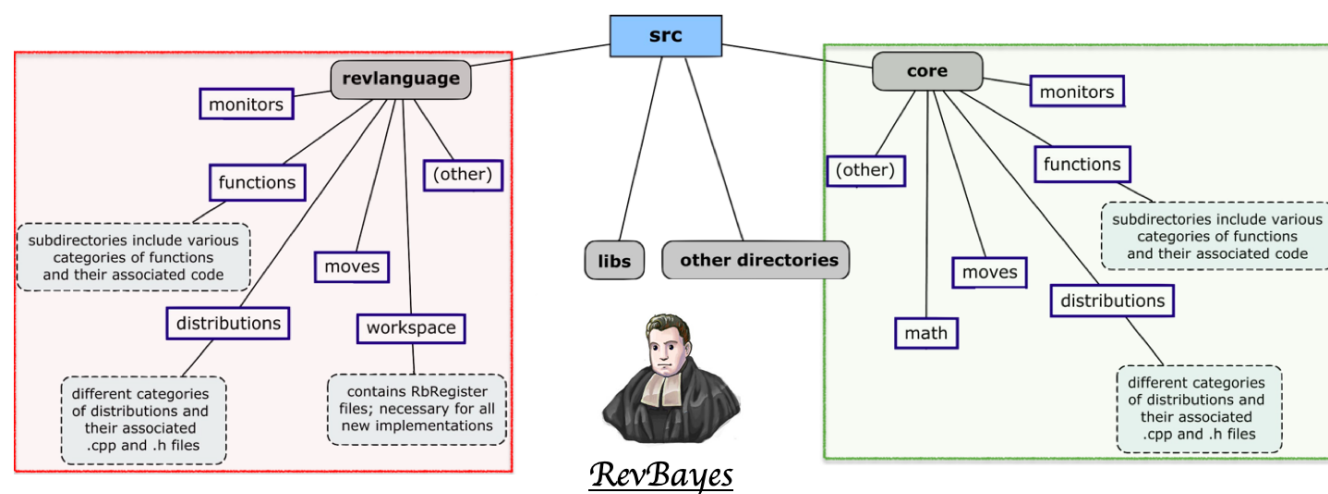 src
revlanguage
monitors
functions
(other)
subdirectories include various
categories of functions
and their associated code
moves
distributions
workspace
different categories
of distributions and
their associated
.cpp and .h files
contains RbRegister
files; necessary for all
new implementations
libs
other directories
RevBayes
core
monitors
(other)
functions
subdirectories include various
categories of functions
and their associated code
moves
distributions
math
different categories
of distributions and
their associated
.cpp and .h files